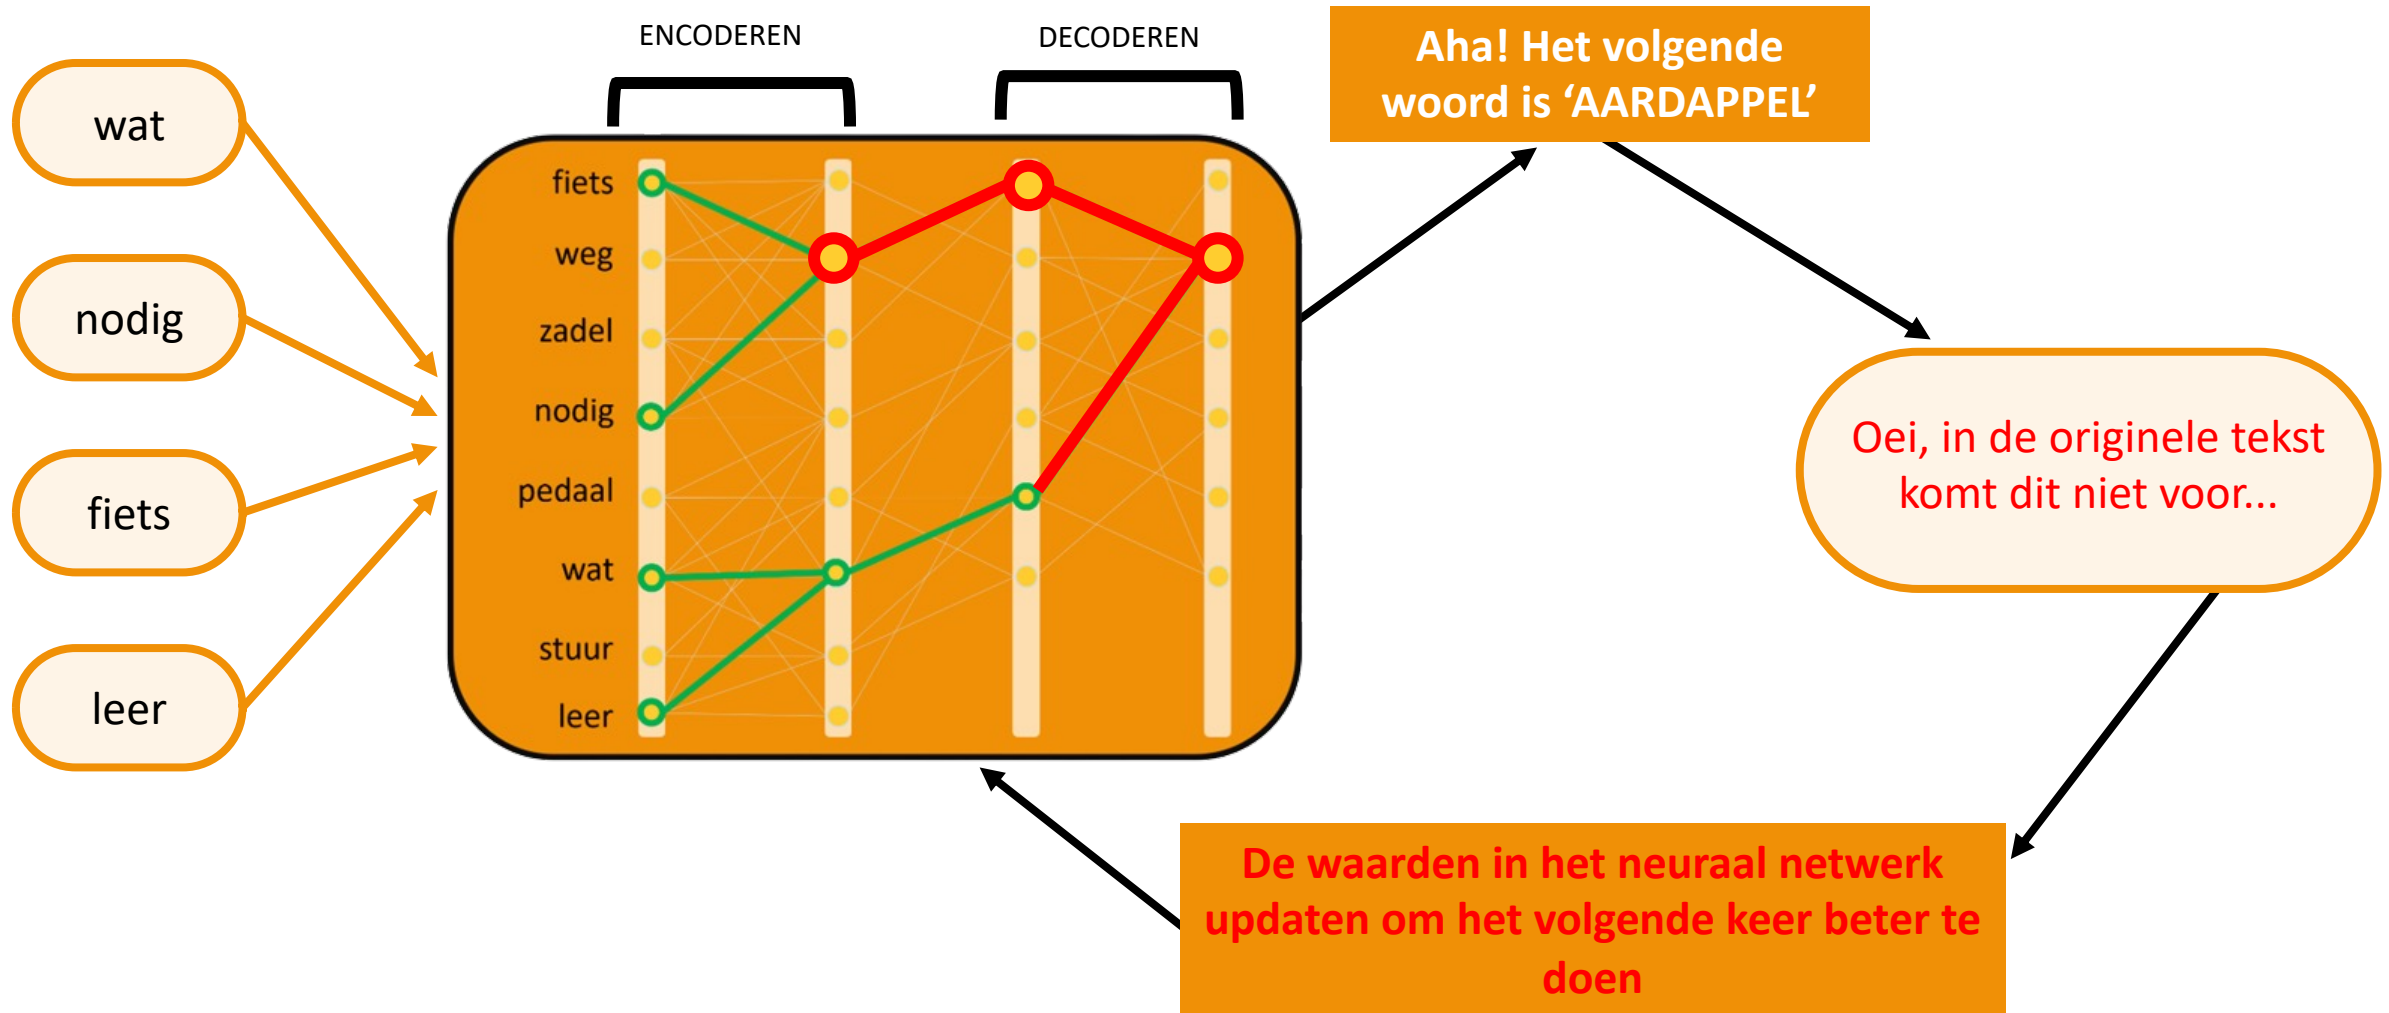 ENCODEREN
DECODEREN
Aha! Het volgende
woord is ‘AARDAPPEL’
wat
nodig
fiets
leer
fiets
weg
zadel
nodig
pedaal
wat
stuur
leer
Oei, in de originele tekst
komt dit niet voor...
De waarden in het neuraal netwerk
updaten om het volgende keer beter te
doen